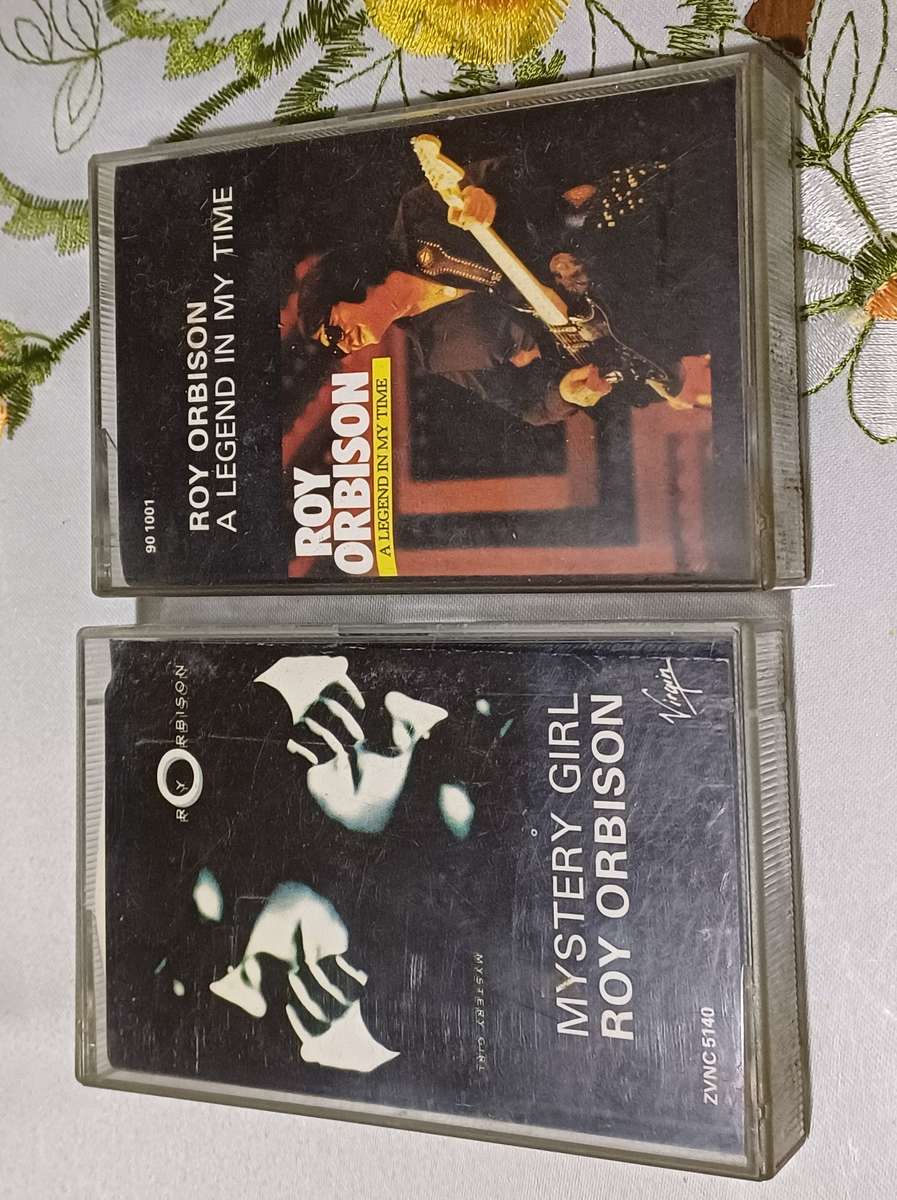 90 1001
ROY ORBISON
A LEGEND IN MY TIME
ROY
ORBISON
A LEGEND IN MY TIME
ROY ORBISON
MYSTERY GIRL
MYSTERY GIRL
ROY ORBISON
ZVNC 5140
Virgin